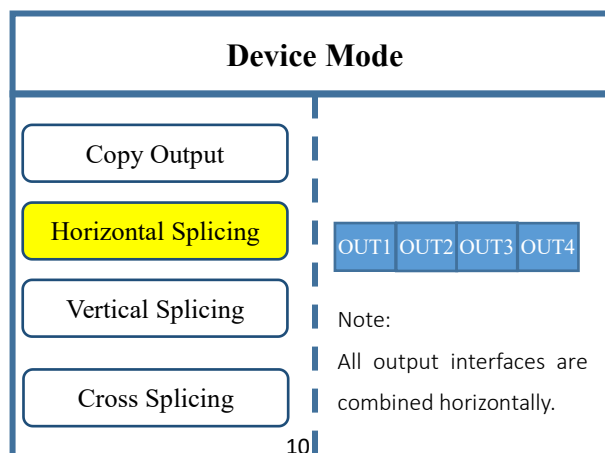 Device Mode
Copy Output
Horizontal Splicing
Vertical Splicing
Cross Splicing
OUT1 OUT2 OUT3 OUT4
Note:
All output interfaces are
combined horizontally.
10